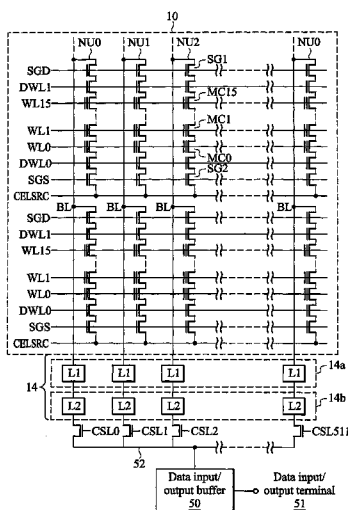 10
NU0 NU1 NU2 NU0
SG1
SGD
DWL1
WL15
MC15
MC1
WL1
WL0
MC0
DWL0
SG2
SGS
CELSRC
BL BL BL BL
SGD
DWL1
WL15
WL1
WL0
DWL0
SGS
CELSRC
14a
L1 L1 L1 L1
14
14b
L2 L2 L2 L2
CSL0 CSL1 CSL2 CSL511
52
Data input/ output buffer 50
Data input/ output terminal 51